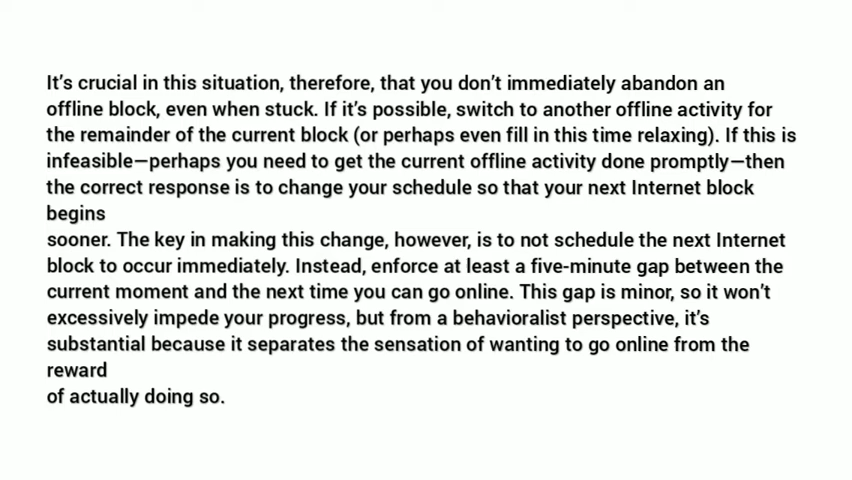 It’s crucial in this situation, therefore, that you don’t immediately abandon an
offline block, even when stuck. If it’s possible, switch to another offline activity for
the remainder of the current block (or perhaps even fill in this time relaxing). If this is
infeasible—perhaps you need to get the current offline activity done promptly—then
the correct response is to change your schedule so that your next Internet block
begins
sooner. The key in making this change, however, is to not schedule the next Internet
block to occur immediately. Instead, enforce at least a five-minute gap between the
current moment and the next time you can go online. This gap is minor, so it won’t
excessively impede your progress, but from a behavioralist perspective, it’s
substantial because it separates the sensation of wanting to go online from the
reward
of actually doing so.